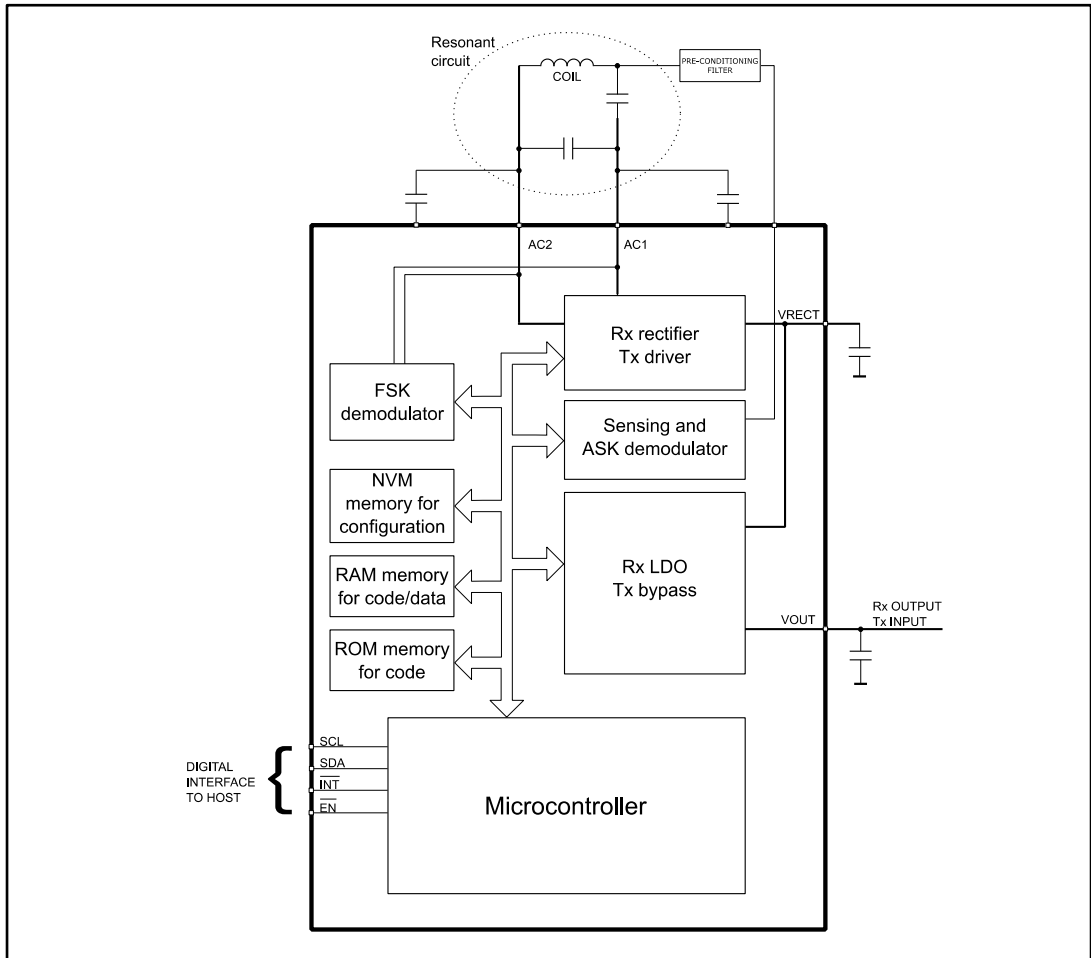 Resonant
circuit
COIL
PRE-CONDITIONING
FILTER
AC2
AC1
VRECT
Rx rectifier
Tx driver
FSK
demodulator
Sensing and
ASK demodulator
NVM
memory for
configuration
RAM memory
for code/data
Rx LDO
Tx bypass
ROM memory
for code
VOUT
Rx OUTPUT
Tx INPUT
DIGITAL
INTERFACE
TO HOST
SCL
SDA
INT
EN
Microcontroller